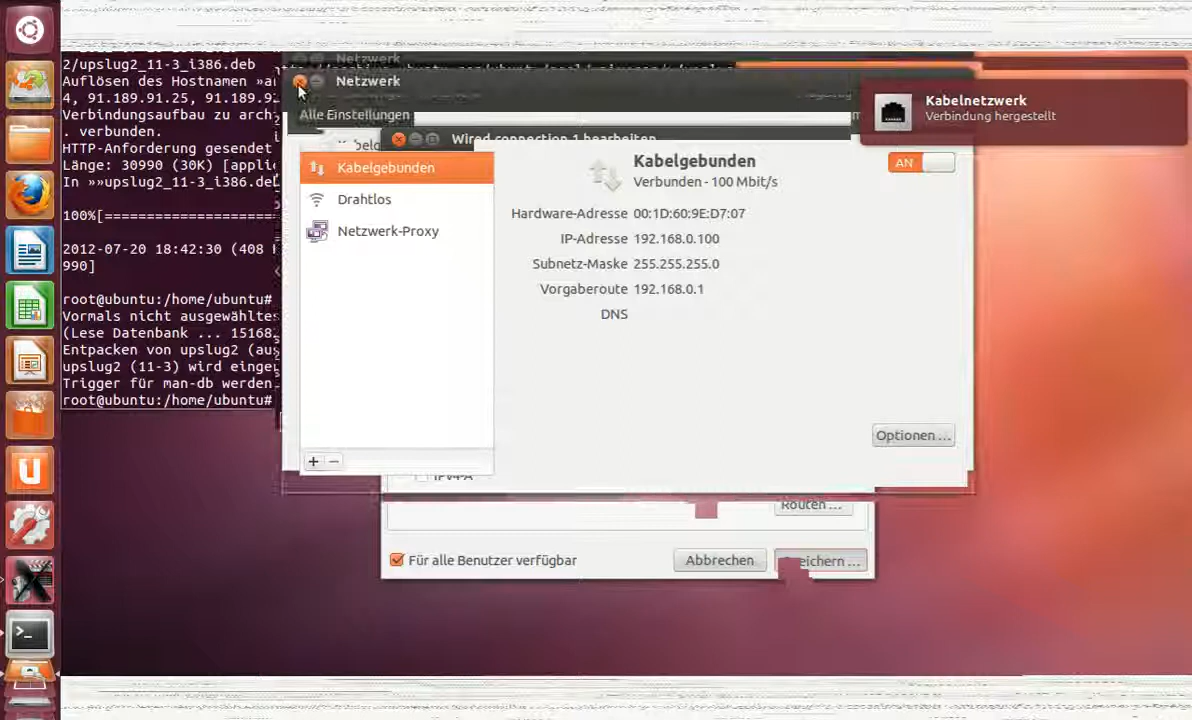 2/upslug2_11-3_i386.deb
Auflösen des Hostnamen »a
4, 91.189.91.25, 91.189.9
Verbindungsaufbau zu arch
. verbunden.
HTTP-Anforderung gesendet
Länge: 30990 (30K) [appli
In »»upslug2_11-3_i386.de
100%[====================
2012-07-20 18:42:30 (408
990]
root@ubuntu:/home/ubuntu#
Vormals nicht ausgewählte
(Lese Datenbank ... 15168
Entpacken von upslug2 (au
upslug2 (11-3) wird einge
Trigger für man-db werden
root@ubuntu:/home/ubuntu#
Netzwerk
Netzwerk
Alle Einstellungen
Wired connection 1 bearbeiten
Kabelgebunden
Drahtlos
Netzwerk-Proxy
+ −
Kabelgebunden
Verbunden - 100 Mbit/s
AN
Hardware-Adresse 00:1D:60:9E:D7:07
IP-Adresse 192.168.0.100
Subnetz-Maske 255.255.255.0
Vorgaberoute 192.168.0.1
DNS
Optionen ...
Routen ...
Für alle Benutzer verfügbar
Abbrechen
eichern ...
Kabelnetzwerk
Verbindung hergestellt